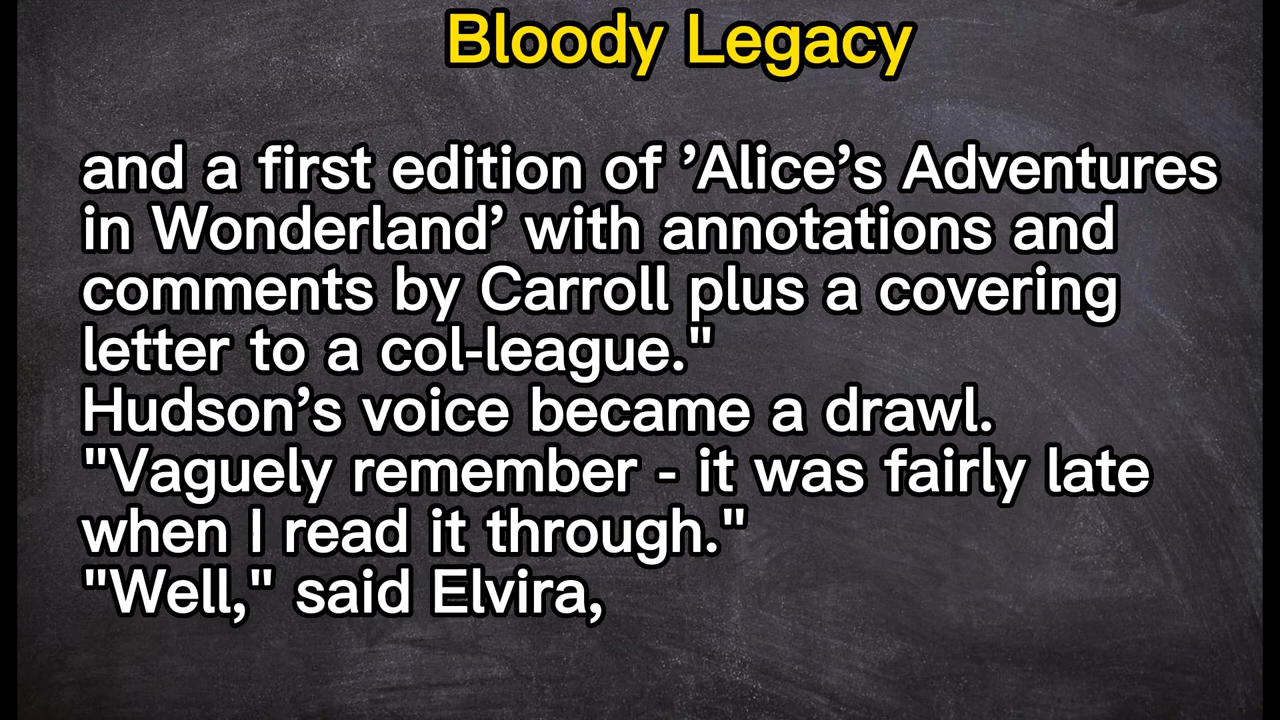 Bloody Legacy
and a first edition of ’Alice’s Adventures
in Wonderland’ with annotations and
comments by Carroll plus a covering
letter to a col-league."
Hudson’s voice became a drawl.
"Vaguely remember - it was fairly late
when I read it through."
"Well," said Elvira,